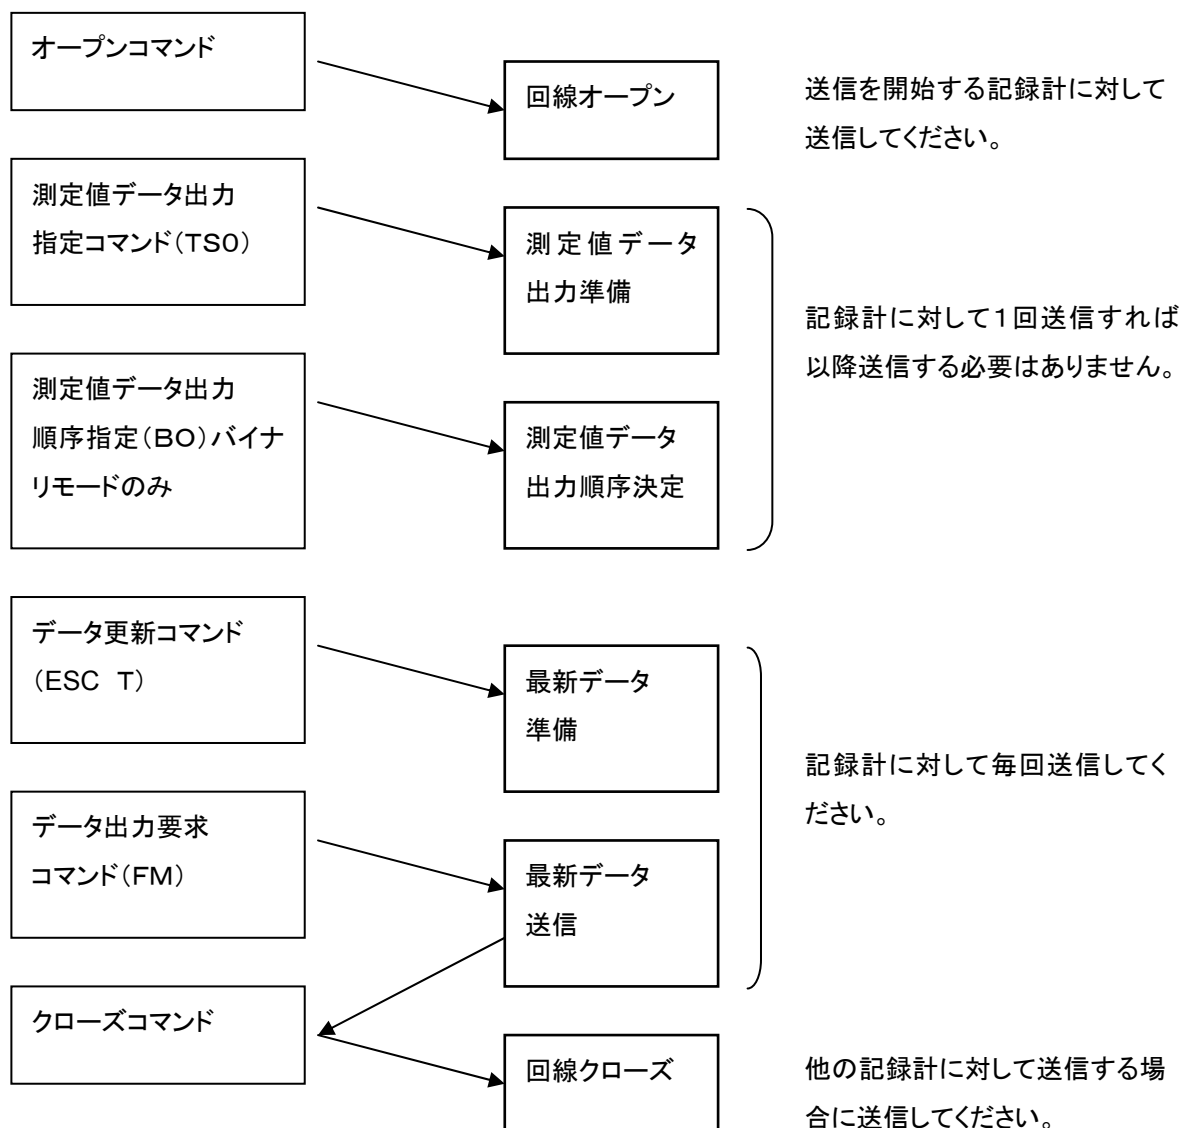 オープンコマンド
回線オープン
送信を開始する記録計に対して
送信してください。
測定値データ出力
指定コマンド（TS0）
測定値データ
出力準備
記録計に対して１回送信すれば
以降送信する必要はありません。
測定値データ出力
順序指定（BO）バイナ
リモードのみ
測定値データ
出力順序決定
データ更新コマンド
（ESC　T）
最新データ
準備
記録計に対して毎回送信してく
ださい。
データ出力要求
コマンド（FM）
最新データ
送信
クローズコマンド
回線クローズ
他の記録計に対して送信する場
合に送信してください。